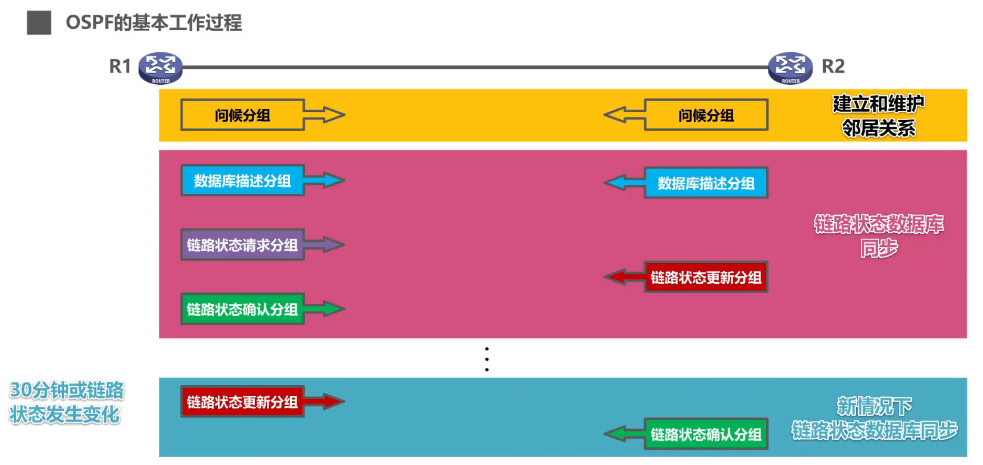 OSPF的基本工作过程
R1
ROUTER
ROUTER
R2
问候分组
问候分组
建立和维护
邻居关系
数据库描述分组
数据库描述分组
链路状态请求分组
链路状态数据库
同步
链路状态更新分组
链路状态确认分组
30分钟或链路
状态发生变化
链路状态更新分组
链路状态确认分组
新情况下
链路状态数据库同步